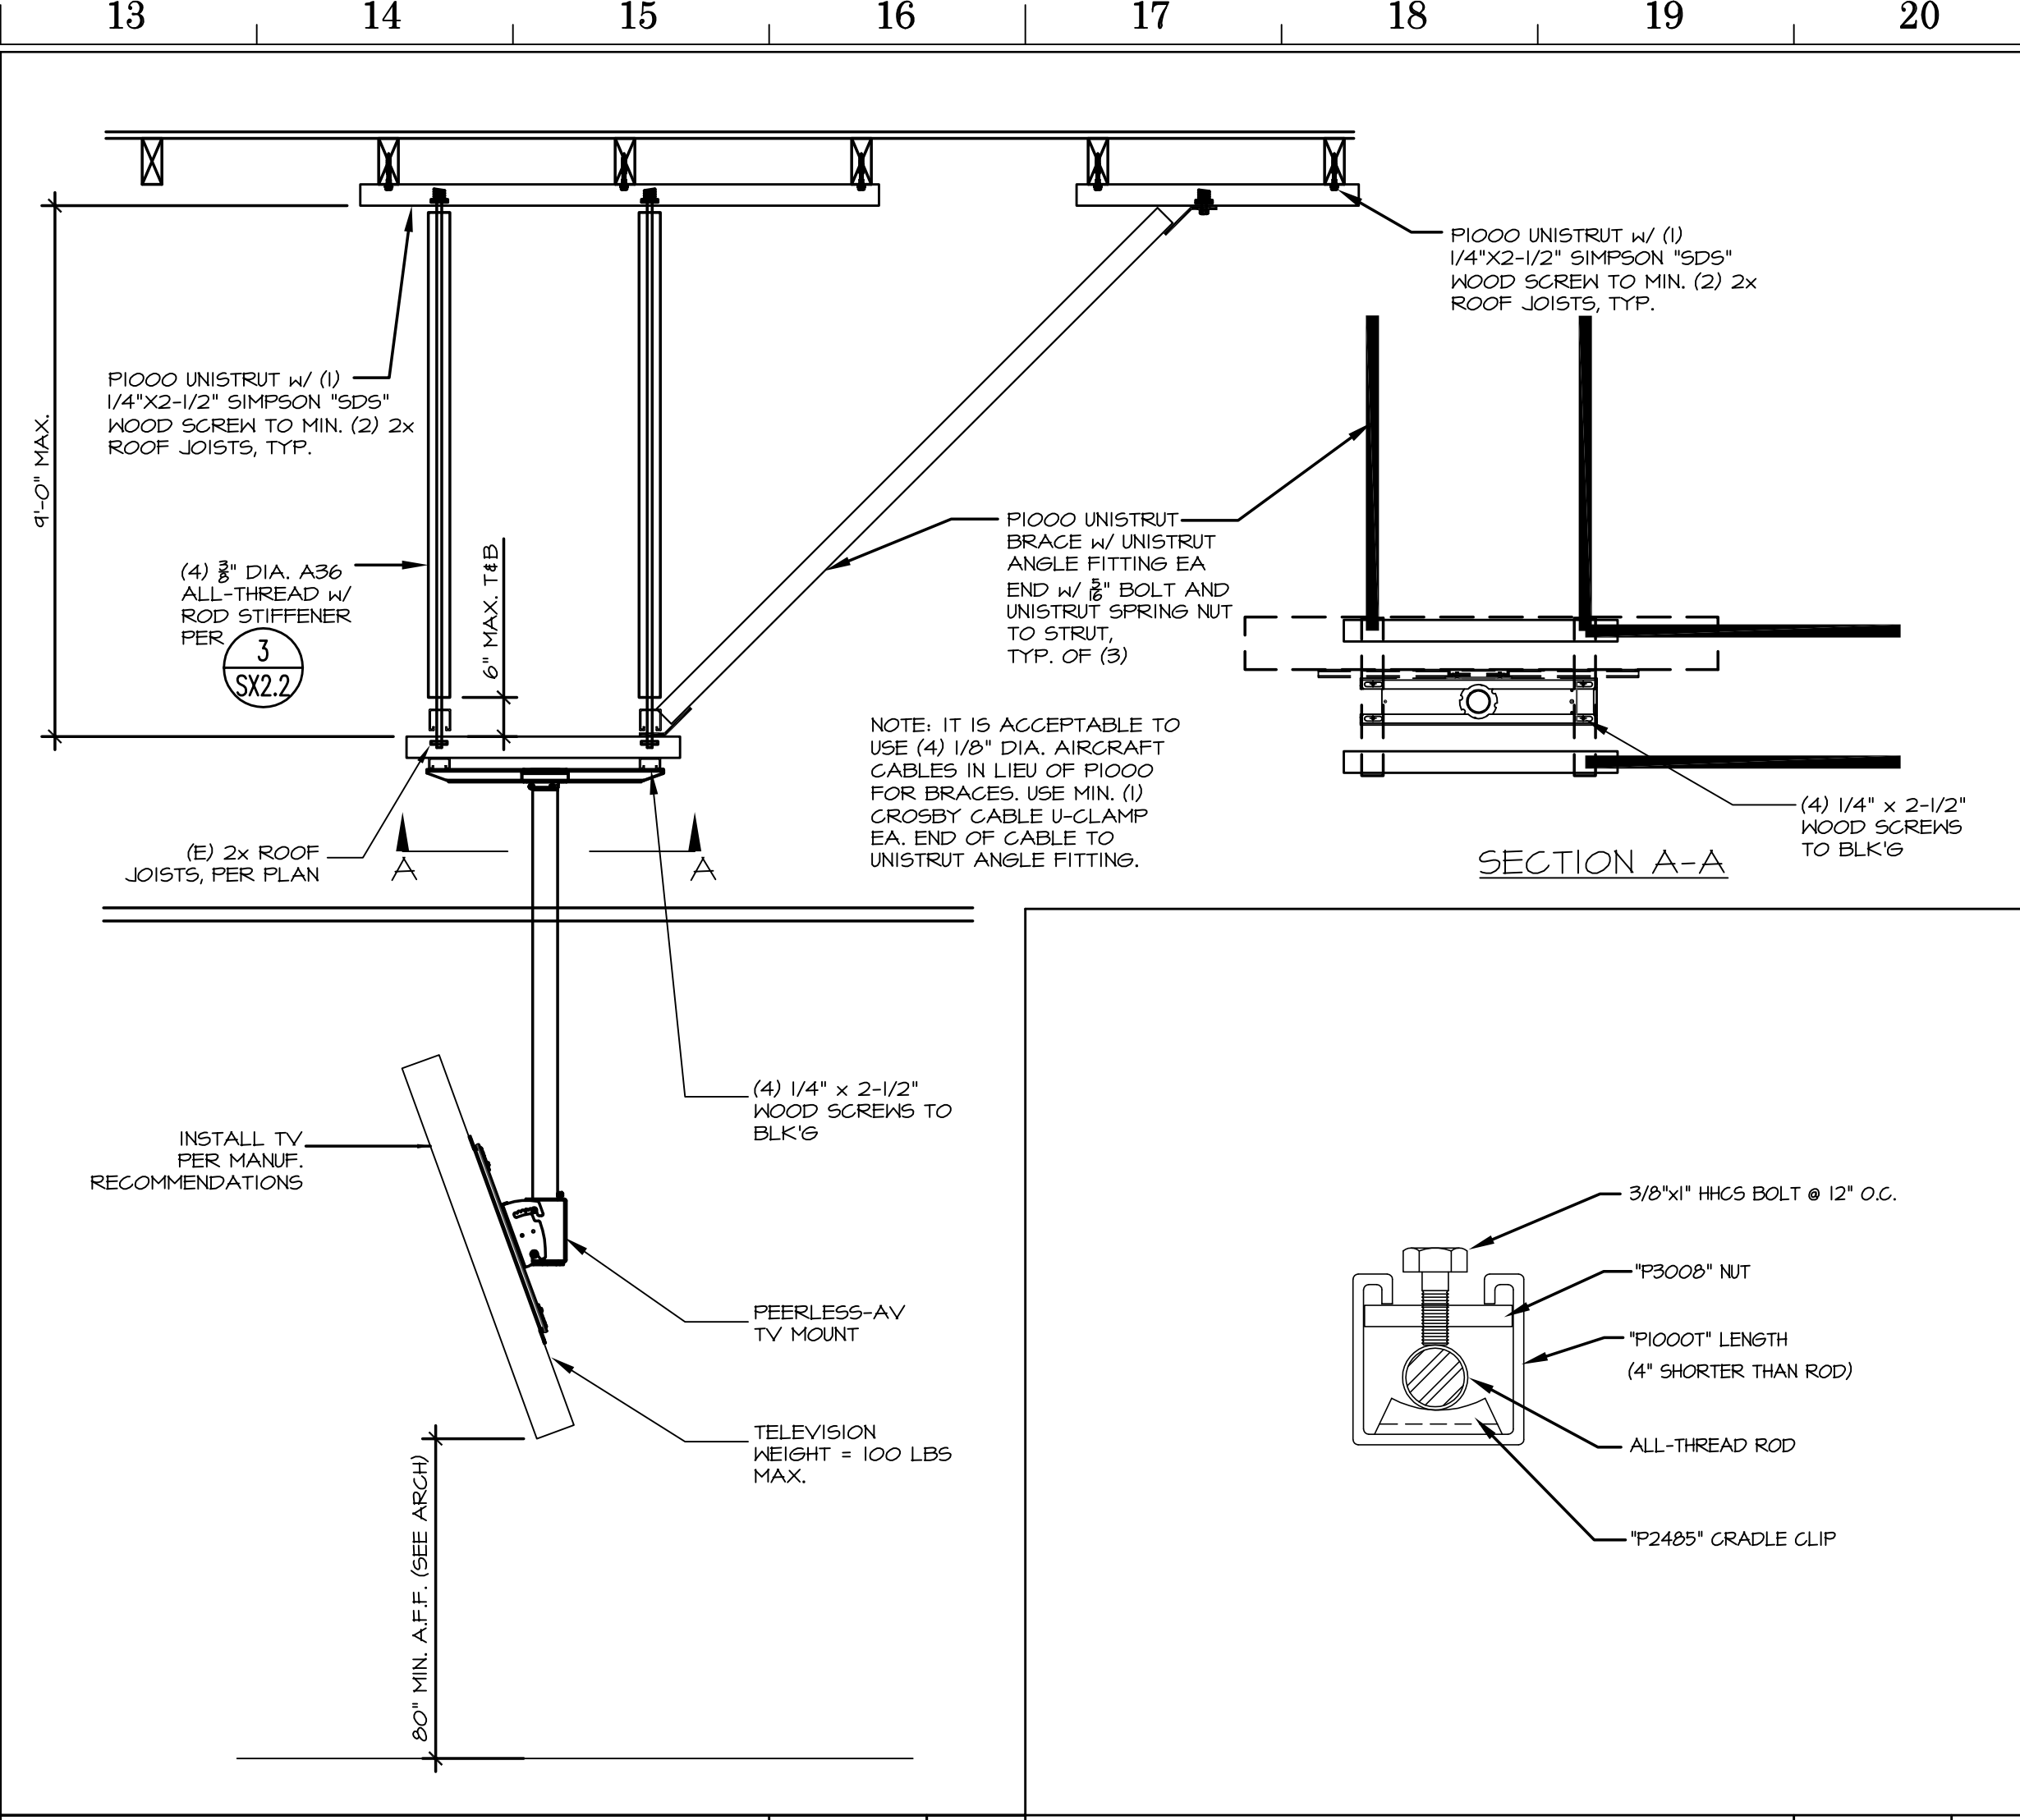 13 14 15 16 17 18 19 20
P1000 UNISTRUT W/ (1)
1/4"X2-1/2" SIMPSON "SDS"
WOOD SCREW TO MIN. (2) 2x
ROOF JOISTS, TYP.
P1000 UNISTRUT W/ (1)
1/4"X2-1/2" SIMPSON "SDS"
WOOD SCREW TO MIN. (2) 2x
ROOF JOISTS, TYP.
9'-0" MAX.
(4) 3/8" DIA. A36
ALL-THREAD W/
ROD STIFFENER
PER
3
SX2.2
6" MAX. T&B
P1000 UNISTRUT
BRACE W/ UNISTRUT
ANGLE FITTING EA
END W/ 5/16" BOLT AND
UNISTRUT SPRING NUT
TO STRUT,
TYP. OF (3)
NOTE: IT IS ACCEPTABLE TO
USE (4) 1/8" DIA. AIRCRAFT
CABLES IN LIEU OF P1000
FOR BRACES. USE MIN. (1)
CROSBY CABLE U-CLAMP
EA. END OF CABLE TO
UNISTRUT ANGLE FITTING.
(4) 1/4" x 2-1/2"
WOOD SCREWS
TO BLK'G
SECTION A-A
(E) 2x ROOF
JOISTS, PER PLAN
A A
(4) 1/4" x 2-1/2"
WOOD SCREWS TO
BLK'G
INSTALL TV
PER MANUF.
RECOMMENDATIONS
PEERLESS-AV
TV MOUNT
TELEVISION
WEIGHT = 100 LBS
MAX.
80" MIN. A.F.F. (SEE ARCH)
3/8"x1" HHCS BOLT @ 12" O.C.
"P3008" NUT
"P1000T" LENGTH
(4" SHORTER THAN ROD)
ALL-THREAD ROD
"P2485" CRADLE CLIP